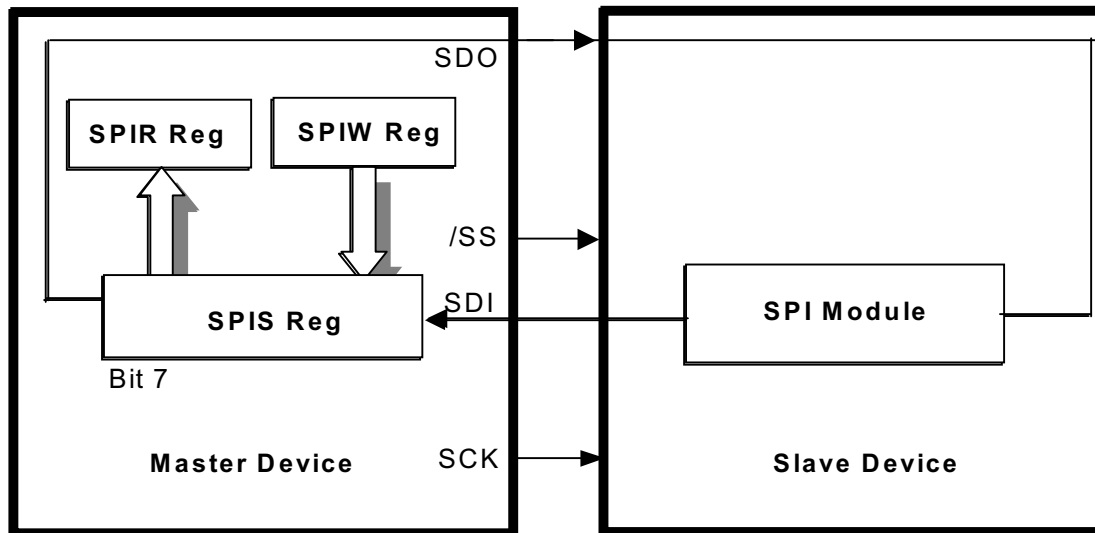 SDO
SPIR Reg
SPIW Reg
/SS
SDI
SPIS Reg
SPI Module
Bit 7
Master Device
SCK
Slave Device